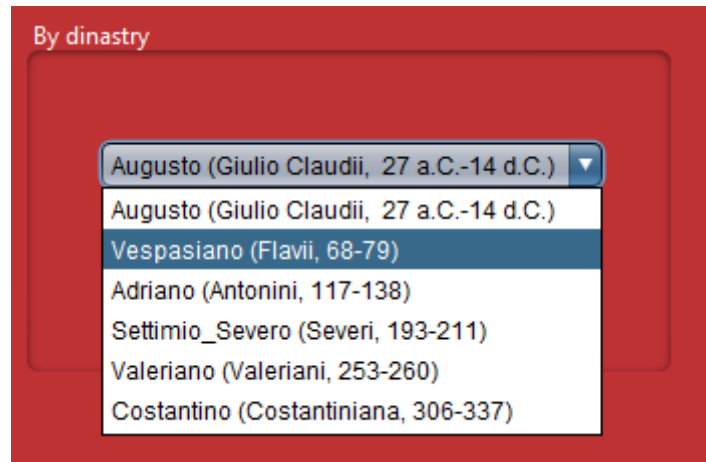 By dinastry
Augusto (Giulio Claudii,  27 a.C.-14 d.C.)
Augusto (Giulio Claudii,  27 a.C.-14 d.C.)
Vespasiano (Flavii, 68-79)
Adriano (Antonini, 117-138)
Settimio_Severo (Severi, 193-211)
Valeriano (Valeriani, 253-260)
Costantino (Costantiniana, 306-337)